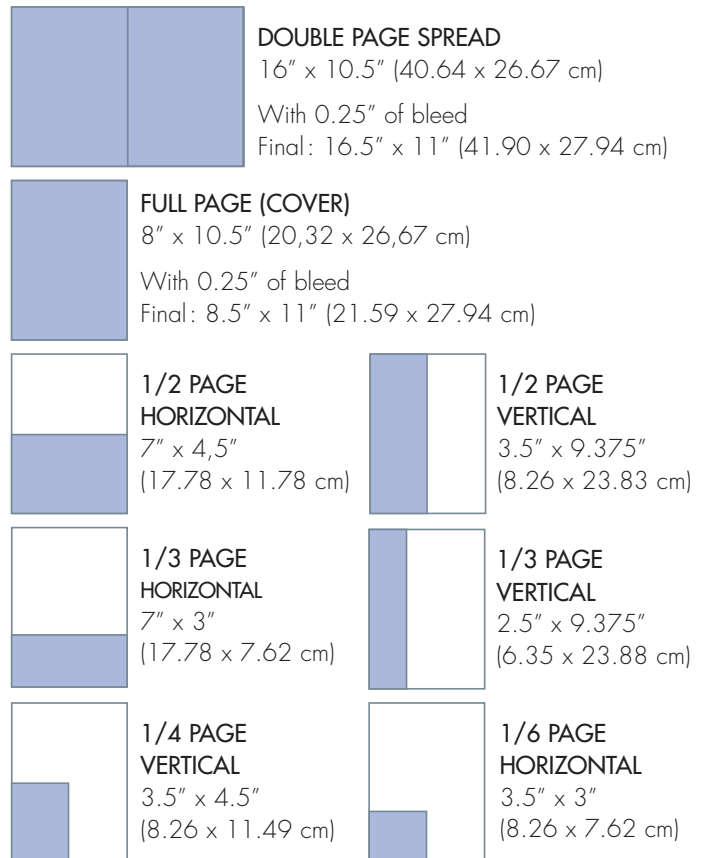 DOUBLE PAGE SPREAD
16” x 10.5” (40.64 x 26.67 cm)
With 0.25” of bleed
Final: 16.5” x 11” (41.90 x 27.94 cm)
FULL PAGE (COVER)
8” x 10.5” (20,32 x 26,67 cm)
With 0.25” of bleed
Final: 8.5” x 11” (21.59 x 27.94 cm)
1/2 PAGE
HORIZONTAL
7” x 4,5”
(17.78 x 11.78 cm)
1/2 PAGE
VERTICAL
3.5” x 9.375”
(8.26 x 23.83 cm)
1/3 PAGE
HORIZONTAL
7” x 3”
(17.78 x 7.62 cm)
1/3 PAGE
VERTICAL
2.5” x 9.375”
(6.35 x 23.88 cm)
1/4 PAGE
VERTICAL
3.5” x 4.5”
(8.26 x 11.49 cm)
1/6 PAGE
HORIZONTAL
3.5” x 3”
(8.26 x 7.62 cm)